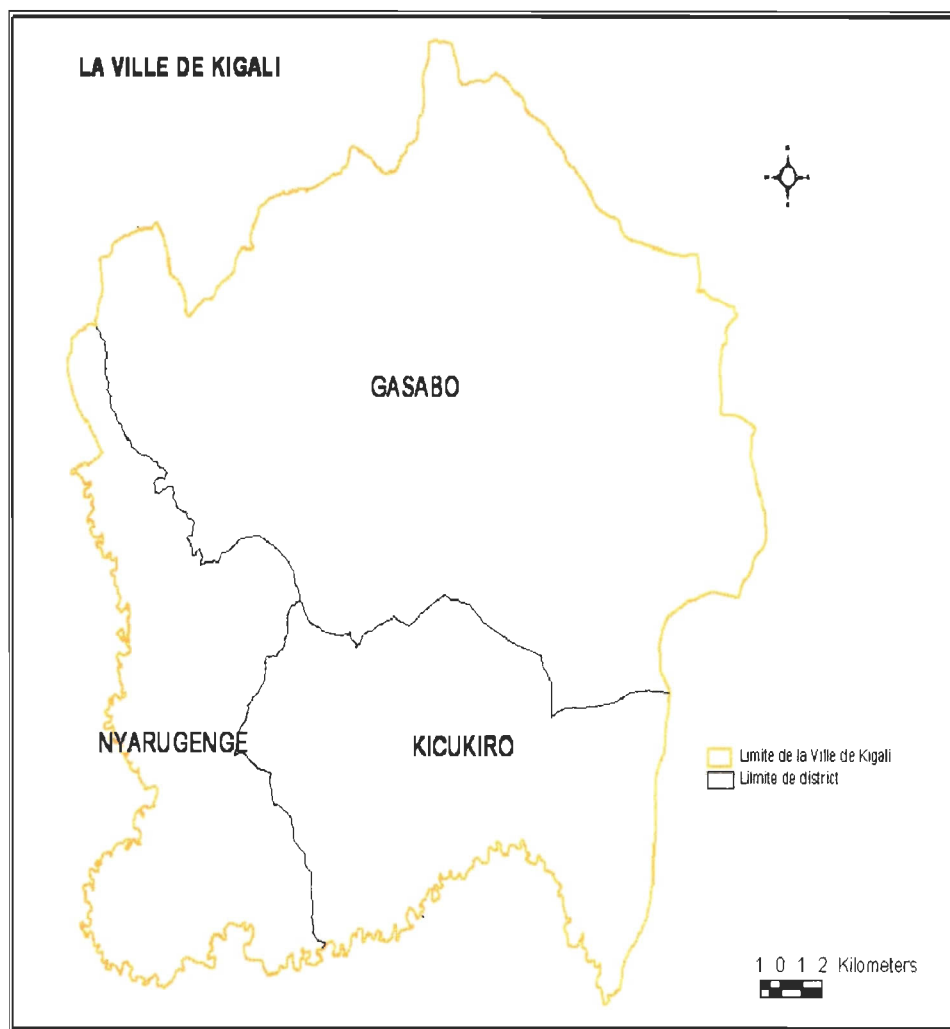 LA VILLE DE KIGALI
GASABO
NYARUGENGE
KICUKIRO
Limite de la Ville de Kigali
Lilmite de district
1 0 1 2 Kilometers